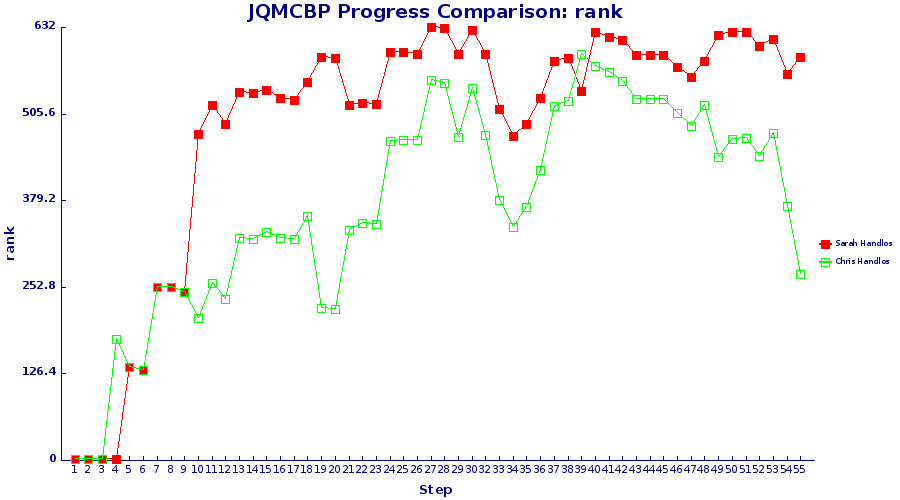 JQMCBP Progress Comparison: rank
632
505.6
379.2
252.8
126.4
0
rank
1 2 3 4 5 6 7 8 9 10 11 12 13 14 15 16 17 18 19 20 21 22 23 24 25 26 27 28 29 30 31 32 33 34 35 36 37 38 39 40 41 42 43 44 45 46 47 48 49 50 51 52 53 54 55
Step
Sarah Handlos
Chris Handlos